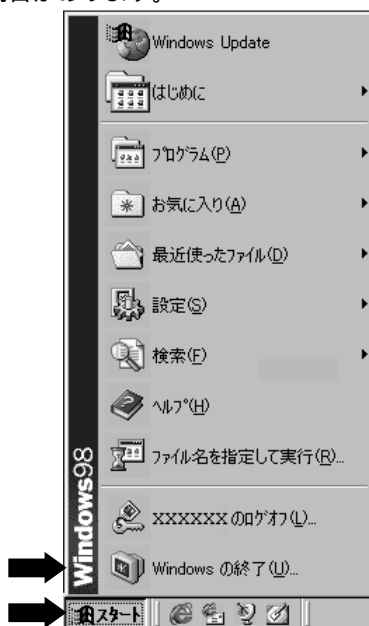 Windows Update
はじめに
プログラム(P)
お気に入り(A)
最近使ったファイル(D)
設定(S)
検索(F)
ヘルプ(H)
ファイル名を指定して実行(R)...
XXXXXX のログオフ(L)...
Windows の終了(U)...
Windows98
スタート